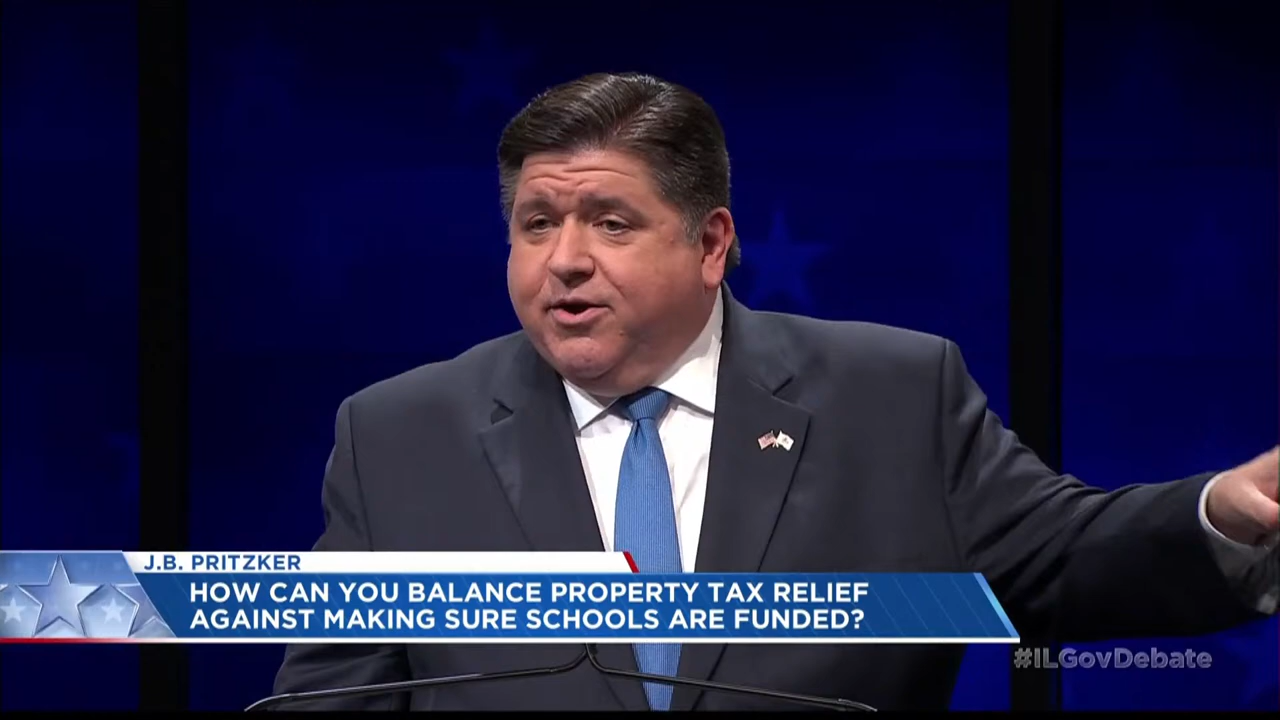 J.B. PRITZKER
HOW CAN YOU BALANCE PROPERTY TAX RELIEF
AGAINST MAKING SURE SCHOOLS ARE FUNDED?
#ILGovDebate